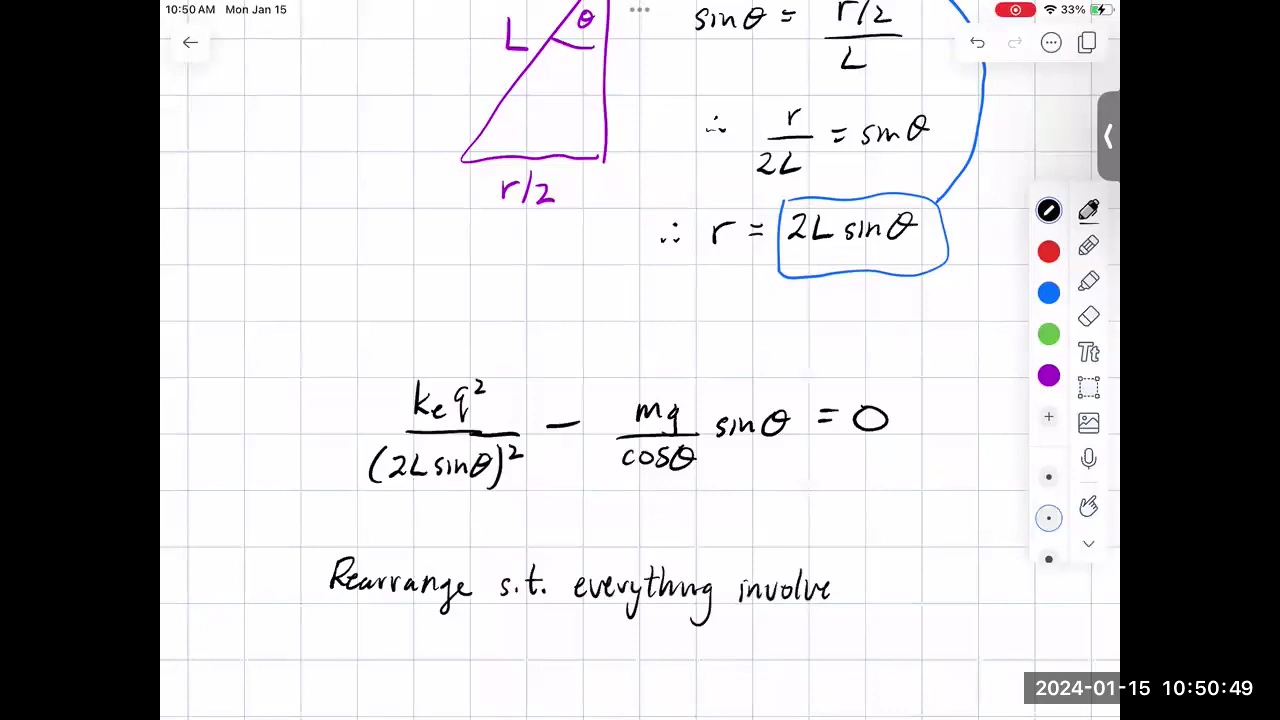 10:50 AM Mon Jan 15
33%
L θ
r/2
sinθ = r/2 / L
∴ r / 2L = sinθ
∴ r = 2L sinθ
Tt
keq² / (2L sinθ)² − mg / cosθ sinθ = 0
Rearrange s.t. everything involve
2024-01-15 10:50:49